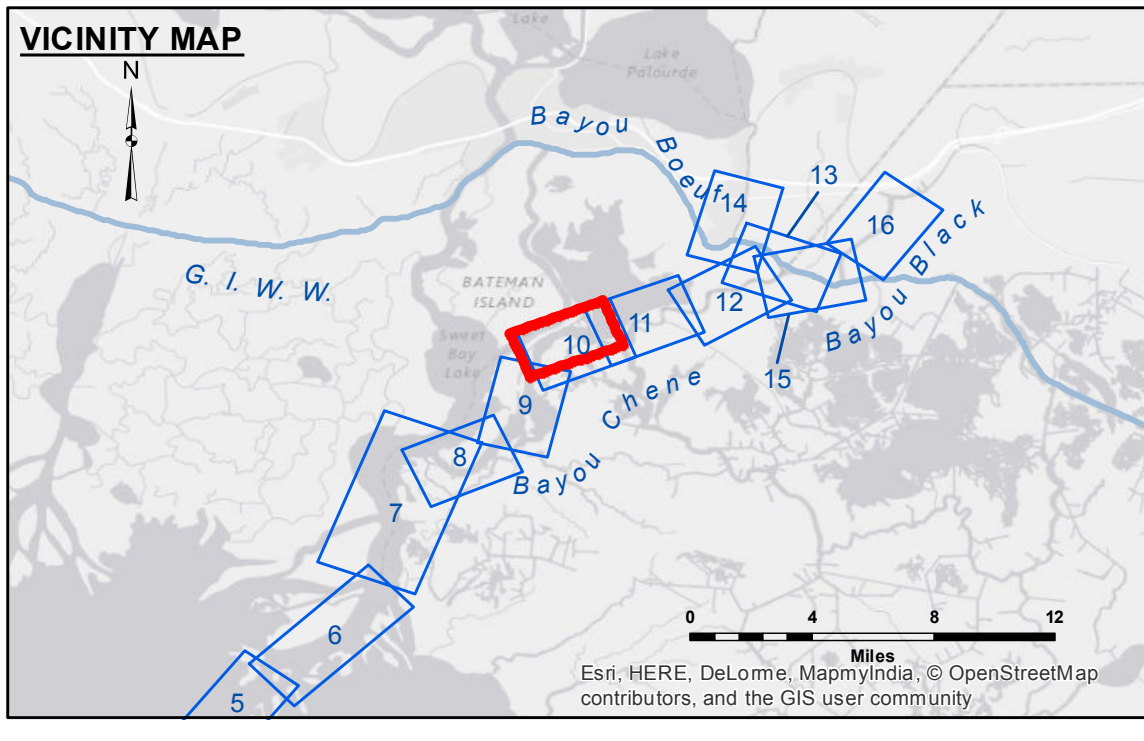 VICINITY MAP
N
Lake
Lake
Palourde
Bayou
Boeuf
13
14
16
Bayou Black
G. I. W. W.
BATEMAN
ISLAND
12
11
10
Sweet
Bay
Lake
15
9
Bayou Chene
8
7
6
5
0 4 8 12
Miles
Esri, HERE, DeLorme, MapmyIndia, © OpenStreetMap
contributors, and the GIS user community